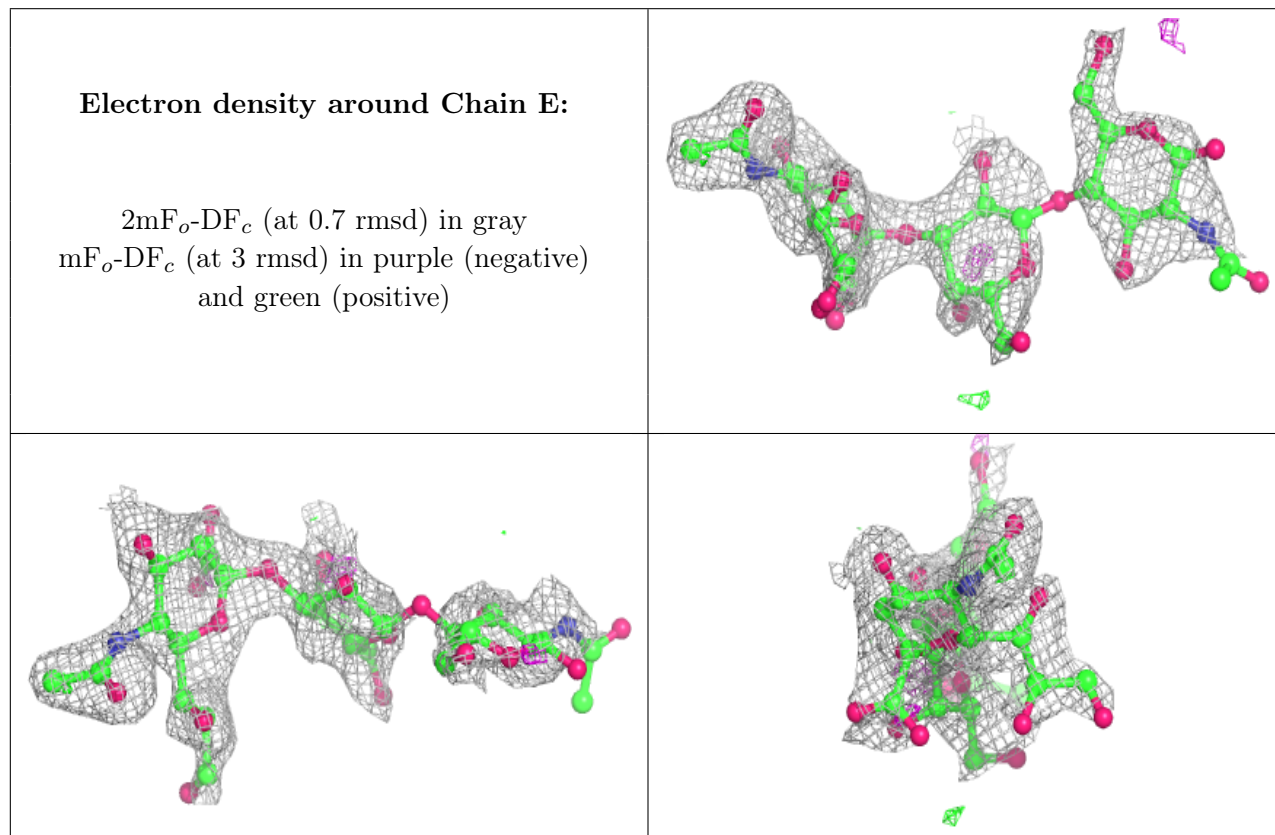 Electron density around Chain E:
2mFₒ-DF𝒸 (at 0.7 rmsd) in gray
mFₒ-DF𝒸 (at 3 rmsd) in purple (negative)
and green (positive)